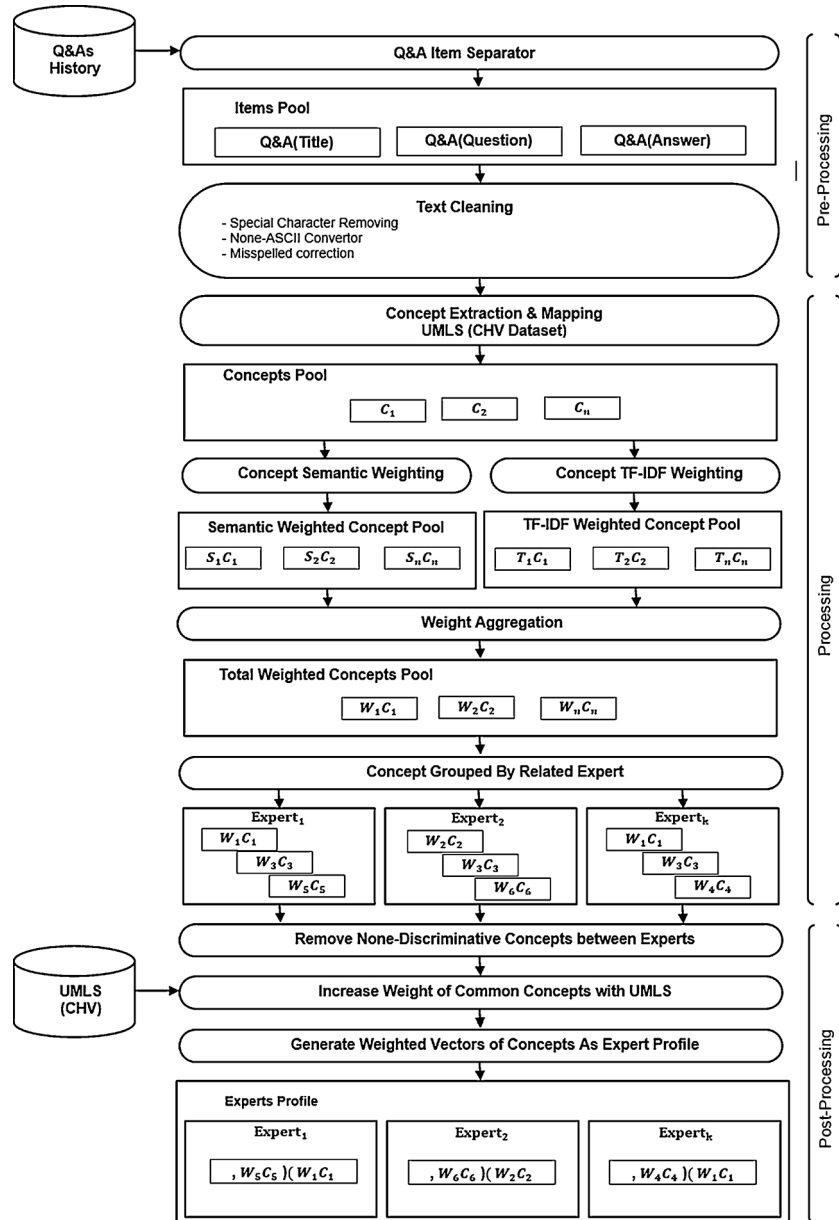 Q&As
History
Q&A Item Separator
Items Pool
Q&A(Title)
Q&A(Question)
Q&A(Answer)
Text Cleaning
- Special Character Removing
- None-ASCII Convertor
- Misspelled correction
Pre-Processing
Concept Extraction & Mapping
UMLS (CHV Dataset)
Concepts Pool
C₁
C₂
Cₙ
Concept Semantic Weighting
Concept TF-IDF Weighting
Semantic Weighted Concept Pool
S₁C₁
S₂C₂
SₙCₙ
TF-IDF Weighted Concept Pool
T₁C₁
T₂C₂
TₙCₙ
Weight Aggregation
Total Weighted Concepts Pool
W₁C₁
W₂C₂
WₙCₙ
Concept Grouped By Related Expert
Expert₁
W₁C₁
W₃C₃
W₅C₅
Expert₂
W₂C₂
W₃C₃
W₆C₆
Expertₖ
W₁C₁
W₃C₃
W₄C₄
Processing
Remove None-Discriminative Concepts between Experts
UMLS
(CHV)
Increase Weight of Common Concepts with UMLS
Generate Weighted Vectors of Concepts As Expert Profile
Experts Profile
Expert₁
, W₅C₅ )( W₁C₁
Expert₂
, W₆C₆ )( W₂C₂
Expertₖ
, W₄C₄ )( W₁C₁
Post-Processing